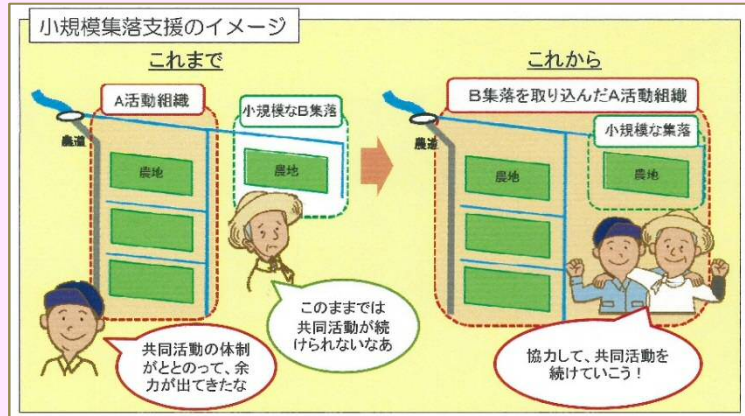 小規模集落支援のイメージ
これまで
A活動組織
小規模なB集落
農道
農地
農地
このままでは
共同活動が続
けられないなあ
共同活動の体制
がととのって、余
力が出てきたな
これから
B集落を取り込んだA活動組織
小規模な集落
農道
農地
農地
協力して、共同活動を
続けていこう！